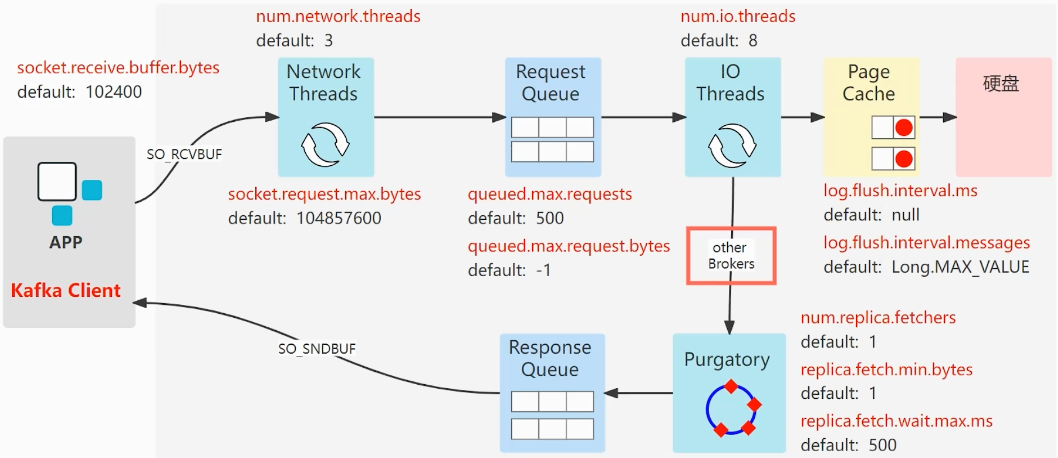 num.network.threads
default: 3
num.io.threads
default: 8
socket.receive.buffer.bytes
default: 102400
Network
Threads
Request
Queue
IO
Threads
Page
Cache
硬盘
SO_RCVBUF
socket.request.max.bytes
default: 104857600
queued.max.requests
default: 500
queued.max.request.bytes
default: -1
log.flush.interval.ms
default: null
log.flush.interval.messages
default: Long.MAX_VALUE
APP
Kafka Client
other
Brokers
SO_SNDBUF
Response
Queue
Purgatory
num.replica.fetchers
default: 1
replica.fetch.min.bytes
default: 1
replica.fetch.wait.max.ms
default: 500